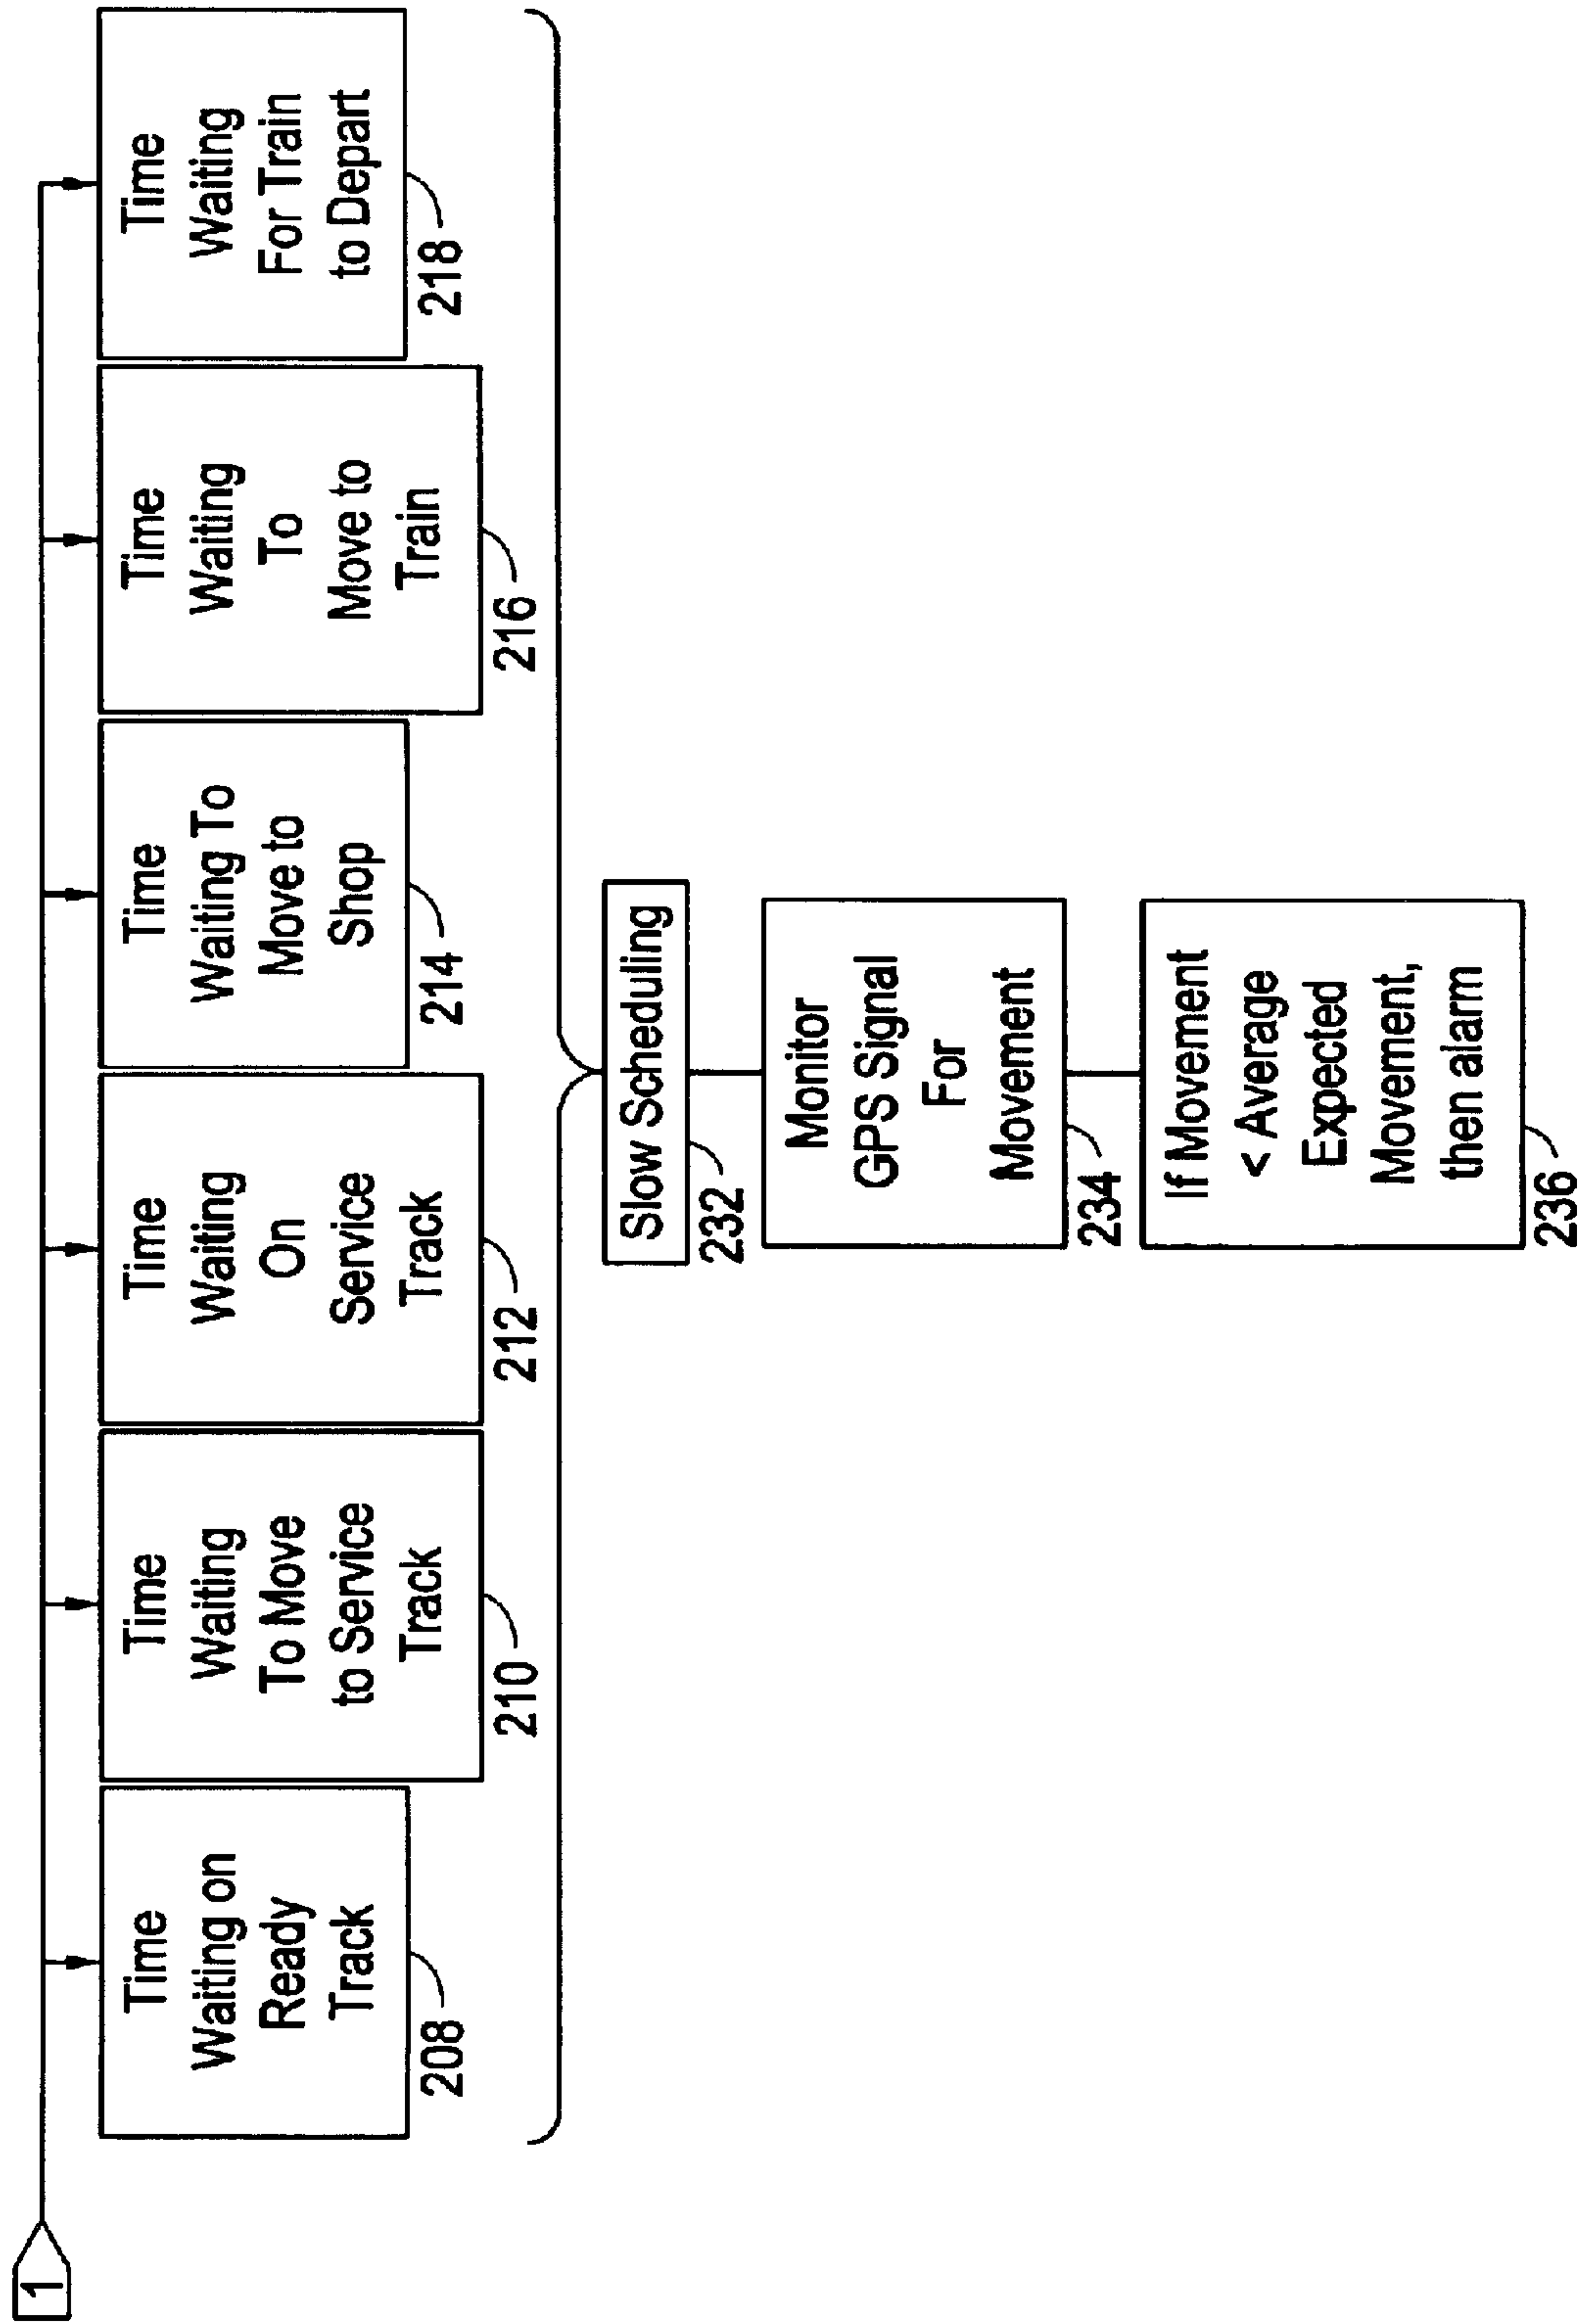 1
Time
Waiting on
Ready
Track
208
Time
Waiting
To Move
to Service
Track
210
Time
Waiting
On
Service
Track
212
Time
Waiting To
Move to
Shop
214
Time
Waiting
To
Move to
Train
216
Time
Waiting
For Train
to Depart
218
Slow Scheduling
232
Monitor
GPS Signal
For
Movement
234
If Movement
< Average
Expected
Movement,
then alarm
236